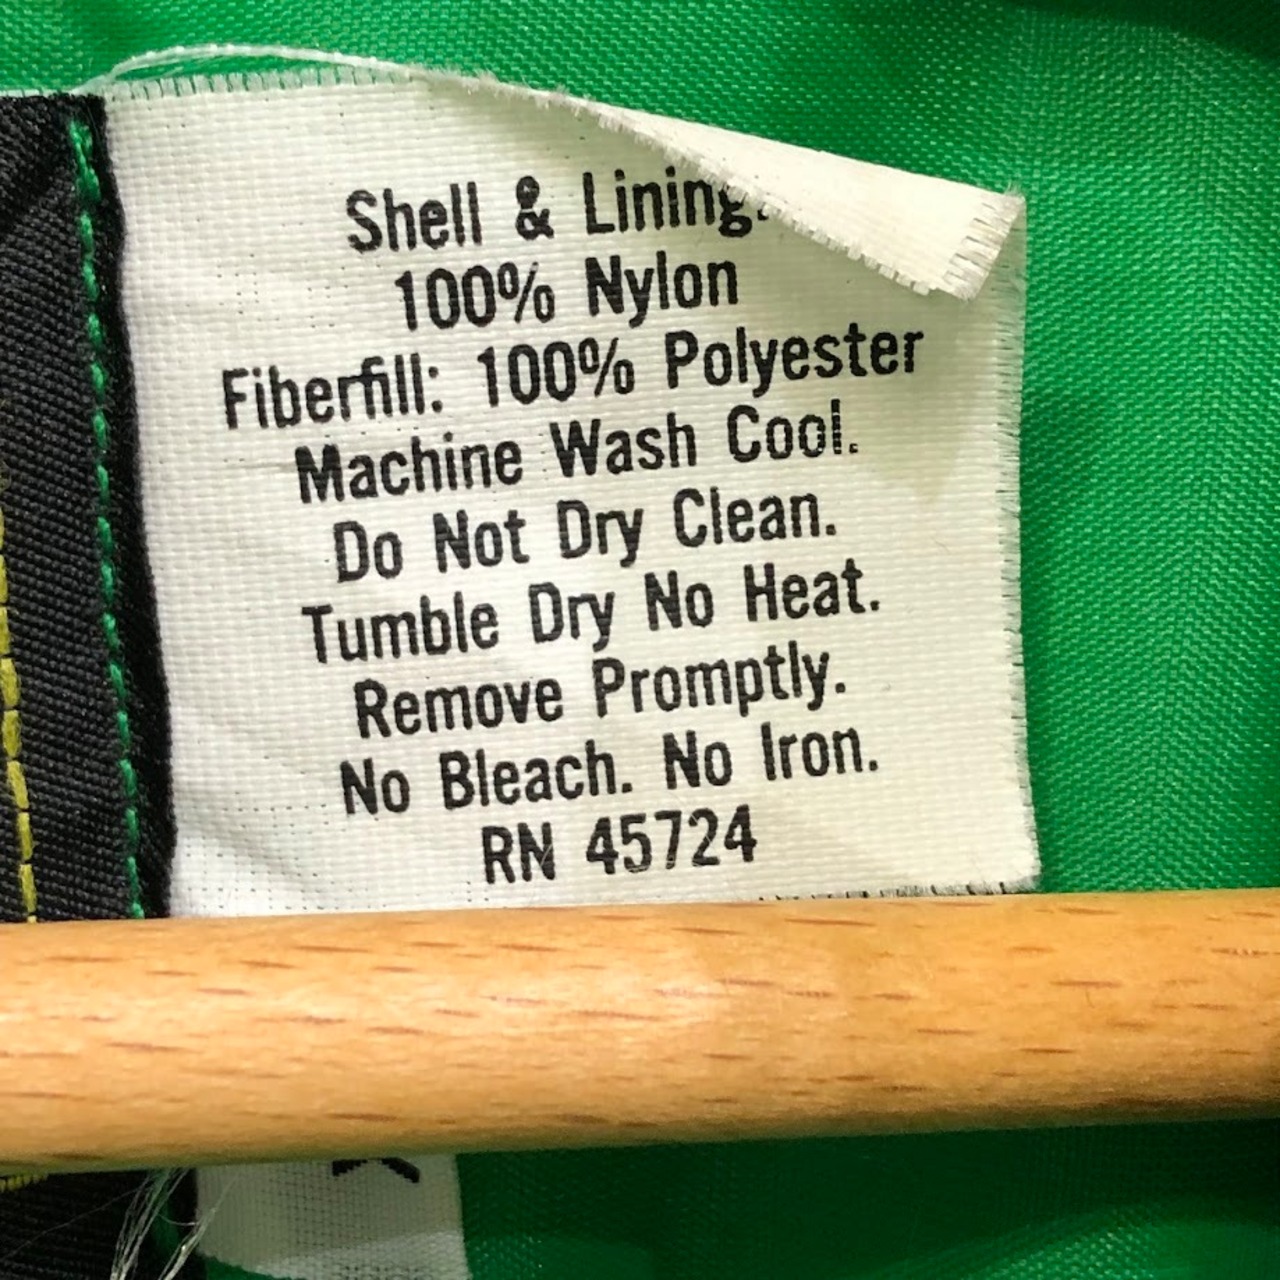 Shell & Lining:
100% Nylon
Fiberfill: 100% Polyester
Machine Wash Cool.
Do Not Dry Clean.
Tumble Dry No Heat.
Remove Promptly.
No Bleach. No Iron.
RN 45724